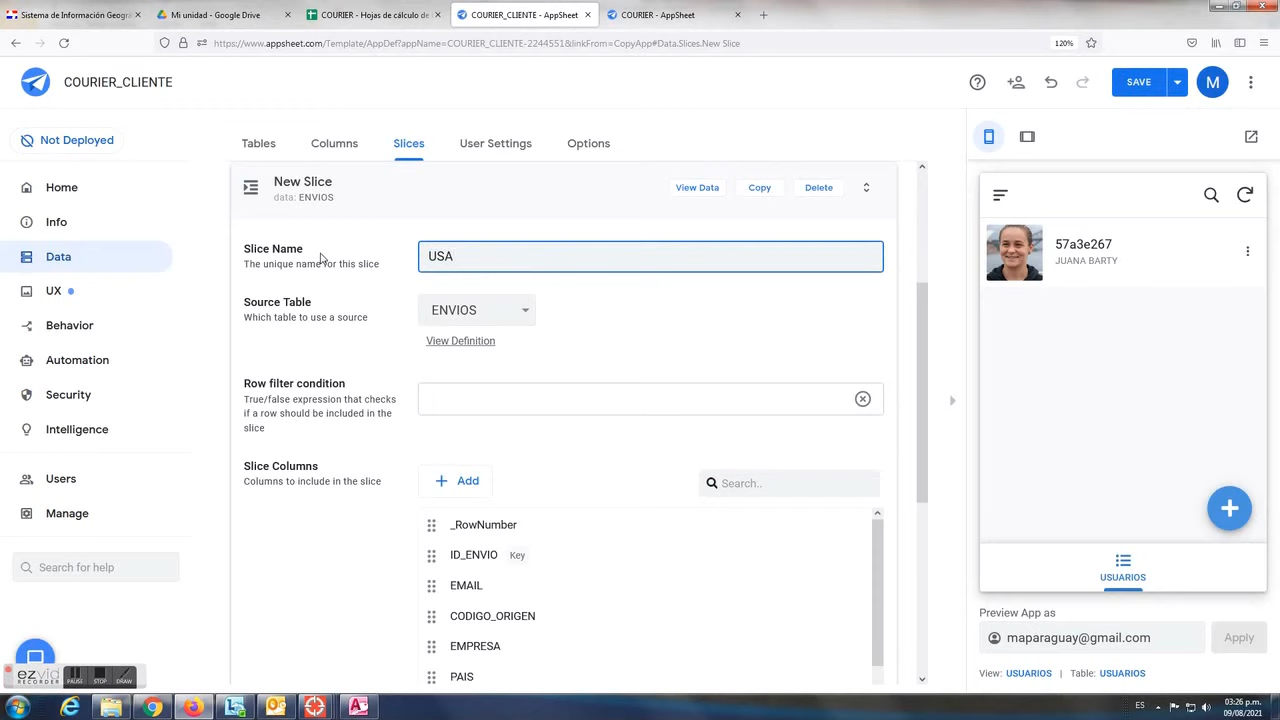 Sistema de Información Geográ
Mi unidad - Google Drive
COURIER - Hojas de cálculo de
COURIER_CLIENTE - AppSheet
COURIER - AppSheet
https://www.appsheet.com/Template/AppDef?appName=COURIER_CLIENTE-2244551&linkFrom=CopyApp#Data.Slices.New Slice
120%
COURIER_CLIENTE
SAVE
M
Not Deployed
Home
Info
Data
UX
Behavior
Automation
Security
Intelligence
Users
Manage
Search for help
Tables
Columns
Slices
User Settings
Options
New Slice
data: ENVIOS
View Data
Copy
Delete
Slice Name
The unique name for this slice
USA
Source Table
Which table to use a source
ENVIOS
View Definition
Row filter condition
True/false expression that checks
if a row should be included in the
slice
Slice Columns
Columns to include in the slice
Add
Search..
_RowNumber
ID_ENVIO Key
EMAIL
CODIGO_ORIGEN
EMPRESA
PAIS
57a3e267
JUANA BARTY
USUARIOS
Preview App as
maparaguay@gmail.com
Apply
View: USUARIOS | Table: USUARIOS
ezvid
RECORDER
PAUSE
STOP
DRAW
ES
03:26 p.m.
09/08/2021